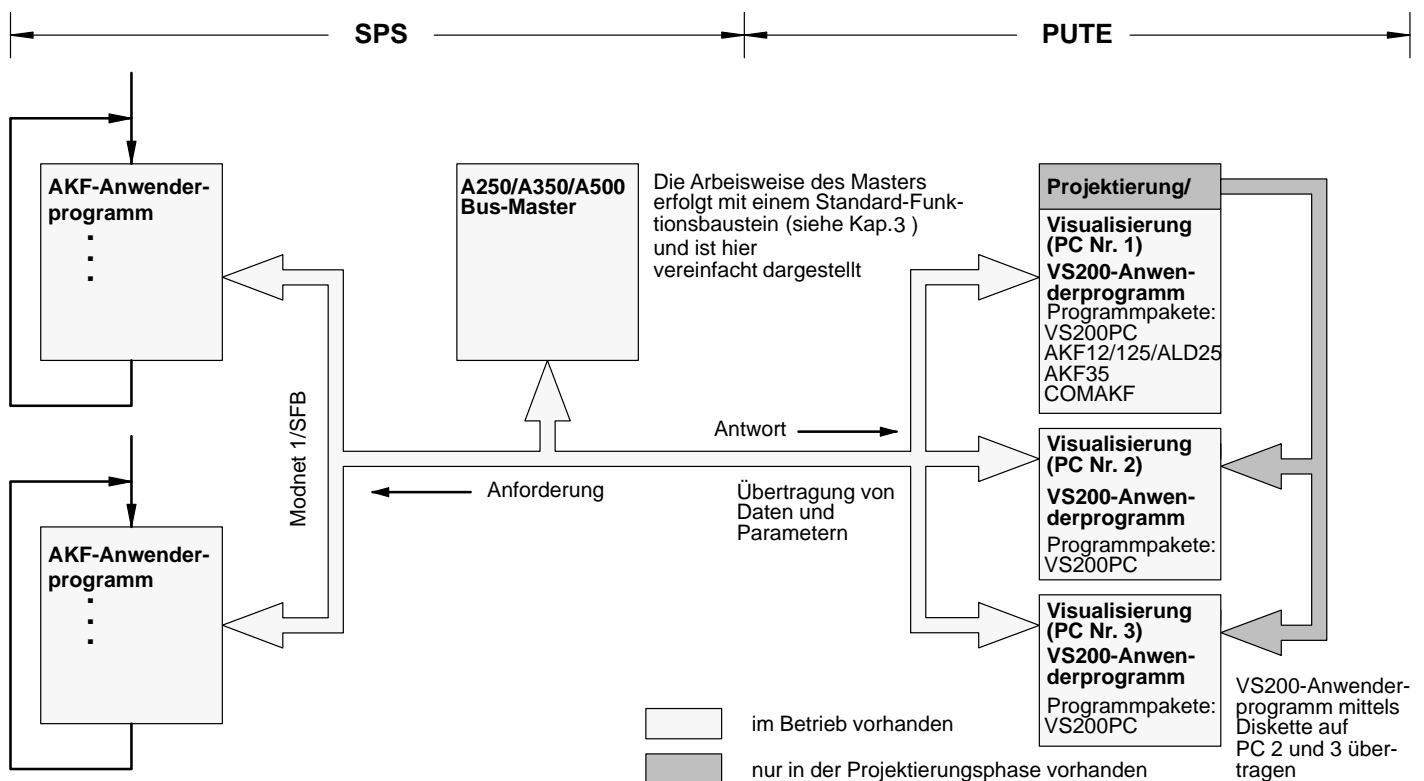 SPS
PUTE
AKF-Anwender-
programm
A250/A350/A500
Bus-Master
Die Arbeisweise des Masters
erfolgt mit einem Standard-Funk-
tionsbaustein (siehe Kap.3 )
und ist hier
vereinfacht dargestellt
Projektierung/
Visualisierung
(PC Nr. 1)
VS200-Anwen-
derprogramm
Programmpakete:
VS200PC
AKF12/125/ALD25
AKF35
COMAKF
Modnet 1/SFB
Antwort
Anforderung
Übertragung von
Daten und
Parametern
Visualisierung
(PC Nr. 2)
VS200-Anwen-
derprogramm
Programmpakete:
VS200PC
AKF-Anwender-
programm
Visualisierung
(PC Nr. 3)
VS200-Anwen-
derprogramm
Programmpakete:
VS200PC
VS200-Anwender-
programm mittels
Diskette auf
PC 2 und 3 über-
tragen
im Betrieb vorhanden
nur in der Projektierungsphase vorhanden